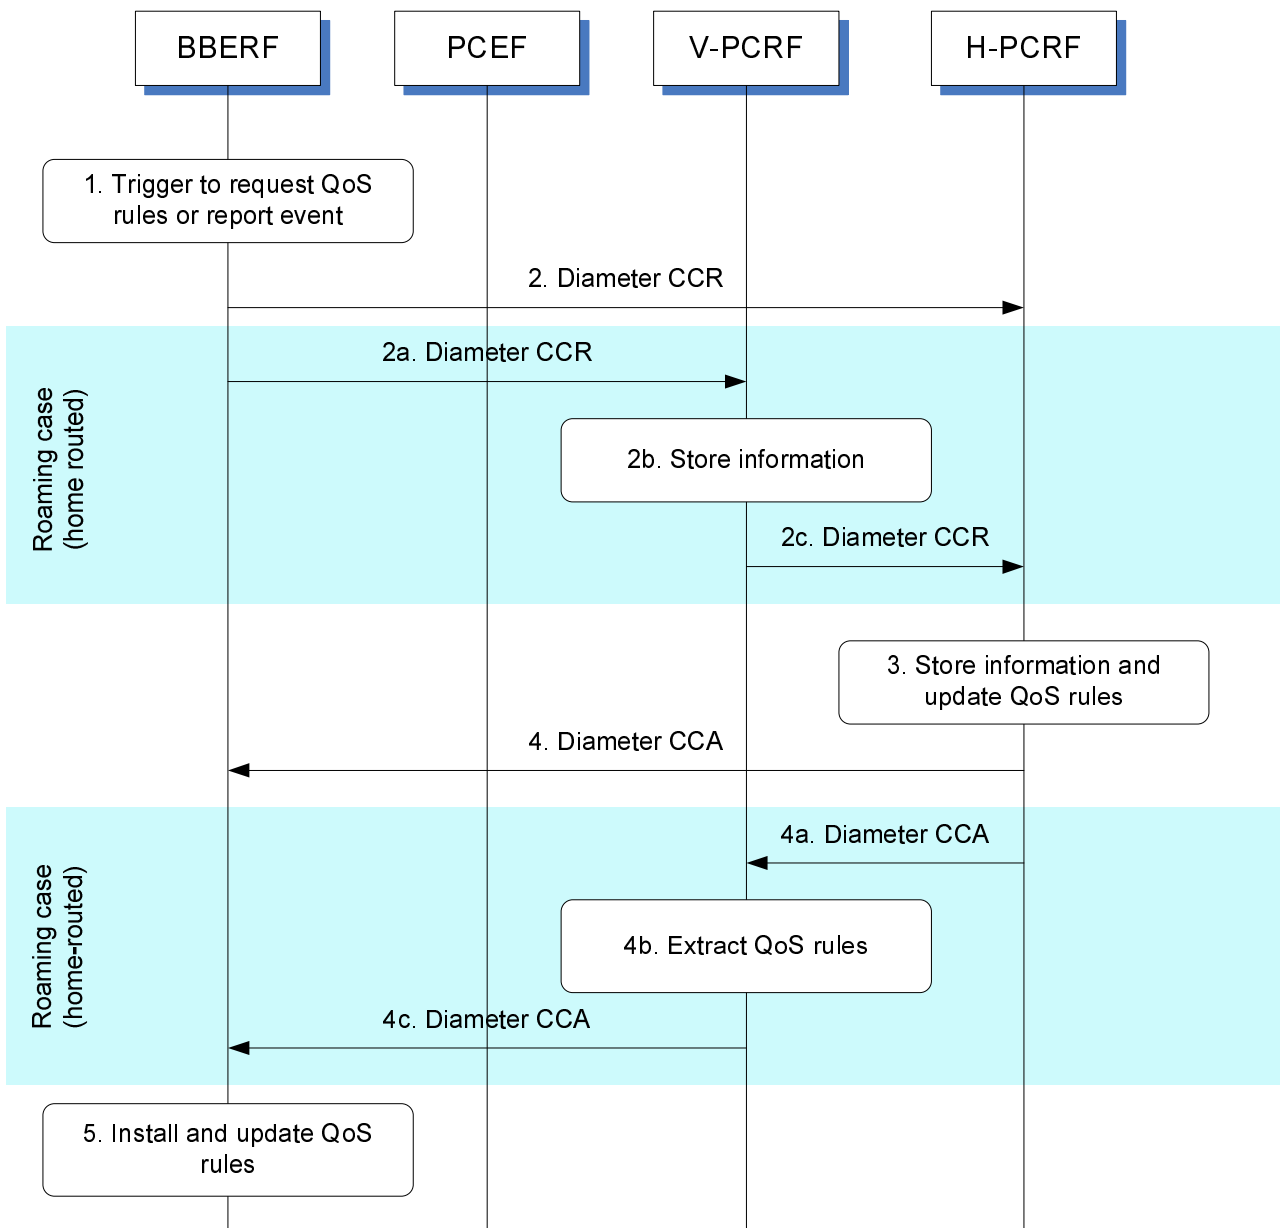 BBERF
PCEF
V-PCRF
H-PCRF
1. Trigger to request QoS
rules or report event
2. Diameter CCR
Roaming case
(home routed)
2a. Diameter CCR
2b. Store information
2c. Diameter CCR
3. Store information and
update QoS rules
4. Diameter CCA
Roaming case
(home-routed)
4a. Diameter CCA
4b. Extract QoS rules
4c. Diameter CCA
5. Install and update QoS
rules